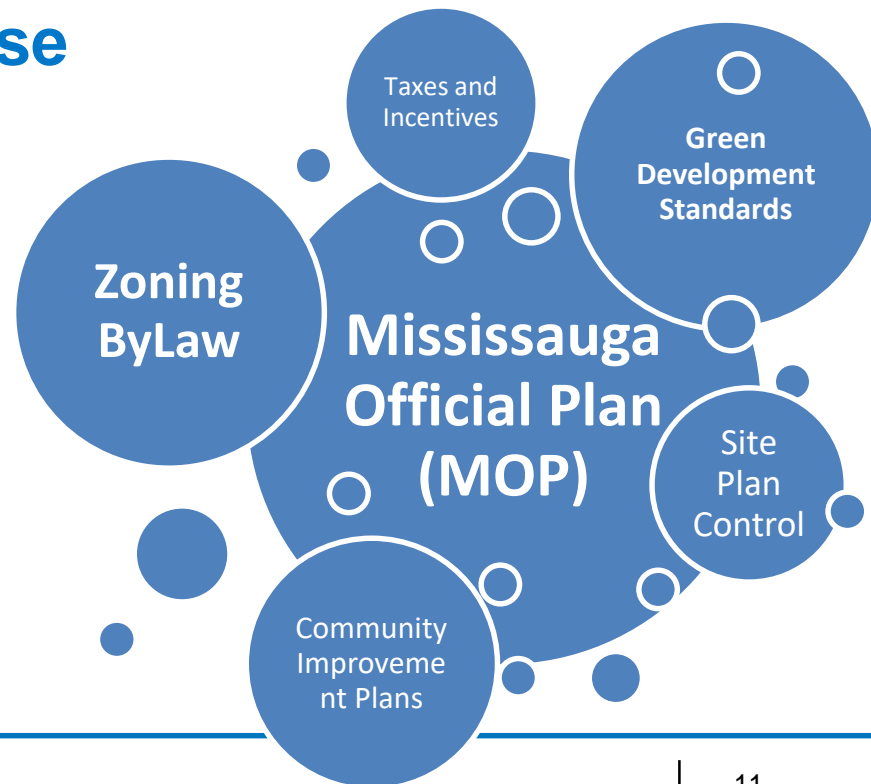 se
Taxes and
Incentives
Green
Development
Standards
Zoning
ByLaw
Mississauga
Official Plan
(MOP)
Site
Plan
Control
Community
Improveme
nt Plans
11